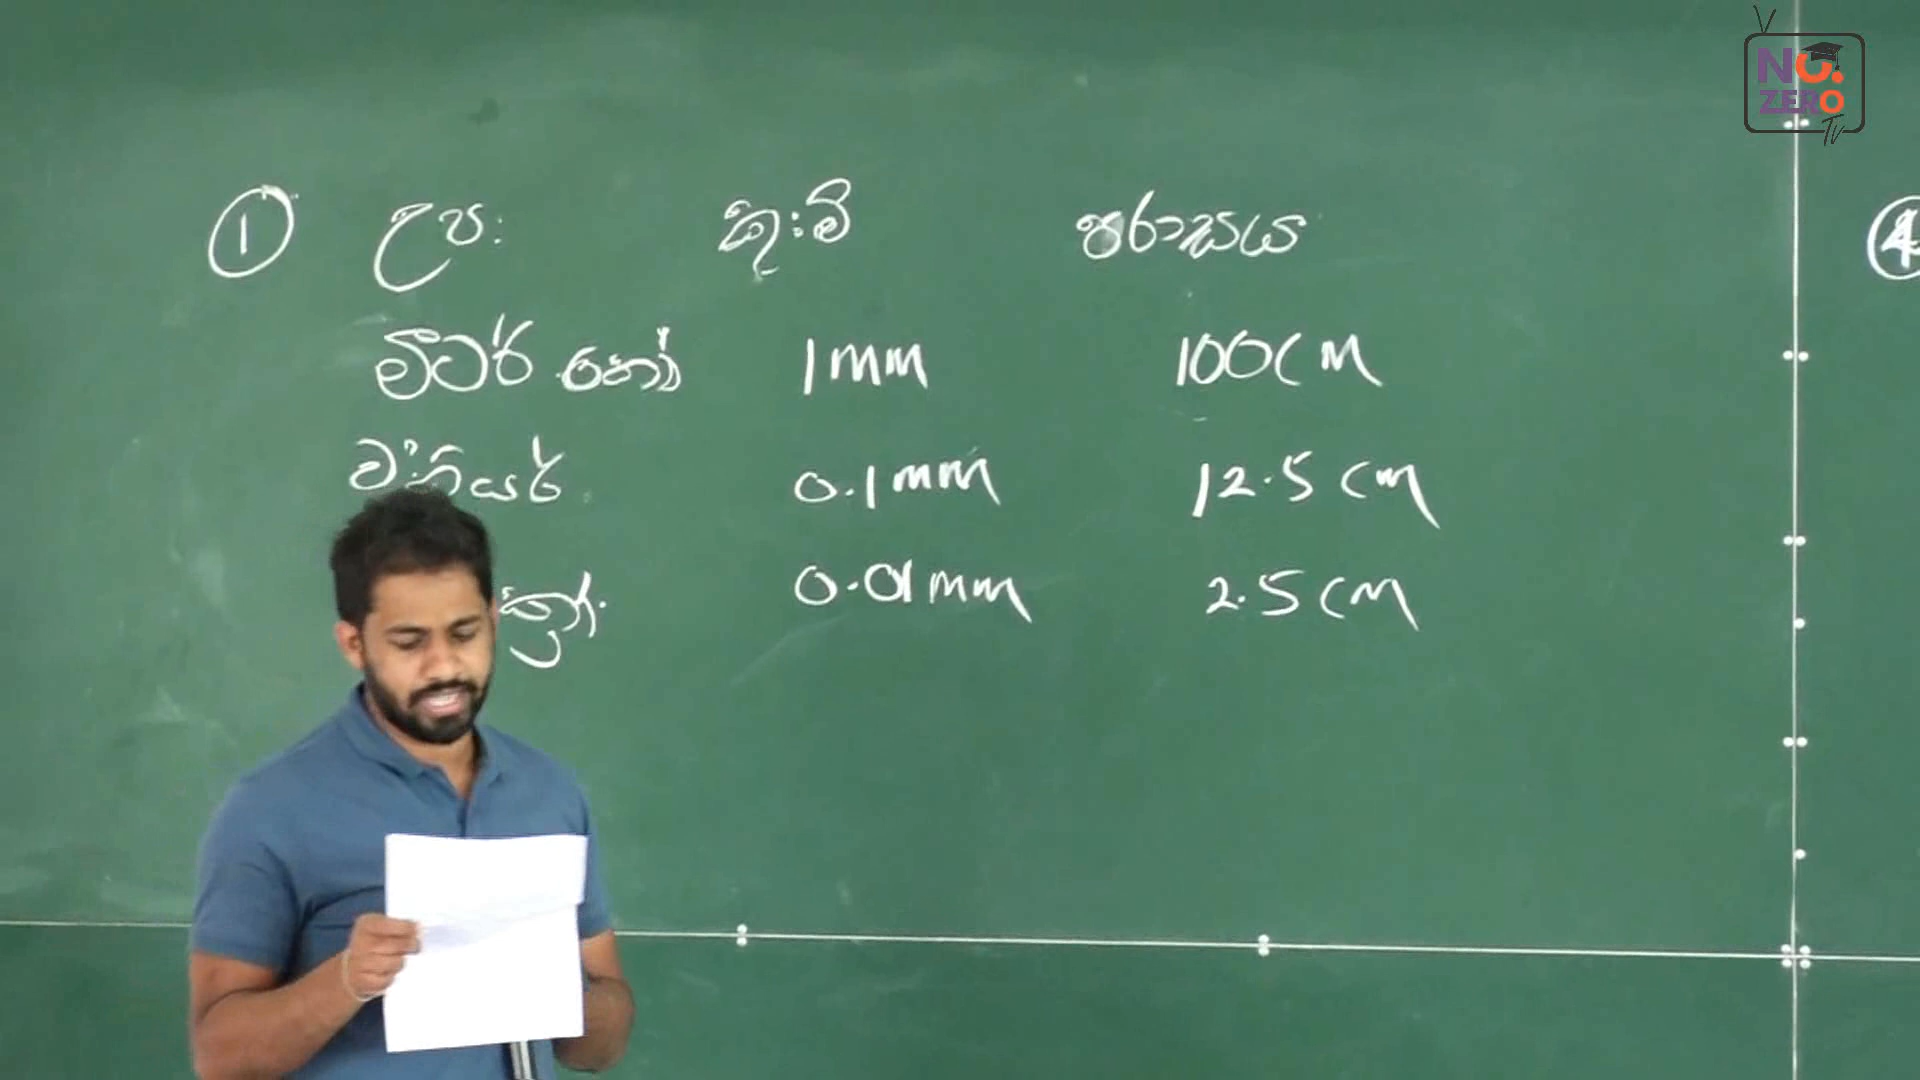 NO.
ZERO
TV
① උප: කු:මි පරාසය
මීටර් කෝ 1mm 100cm
ව'නියර් 0.1mm 12.5cm
0.01mm 2.5cm
④